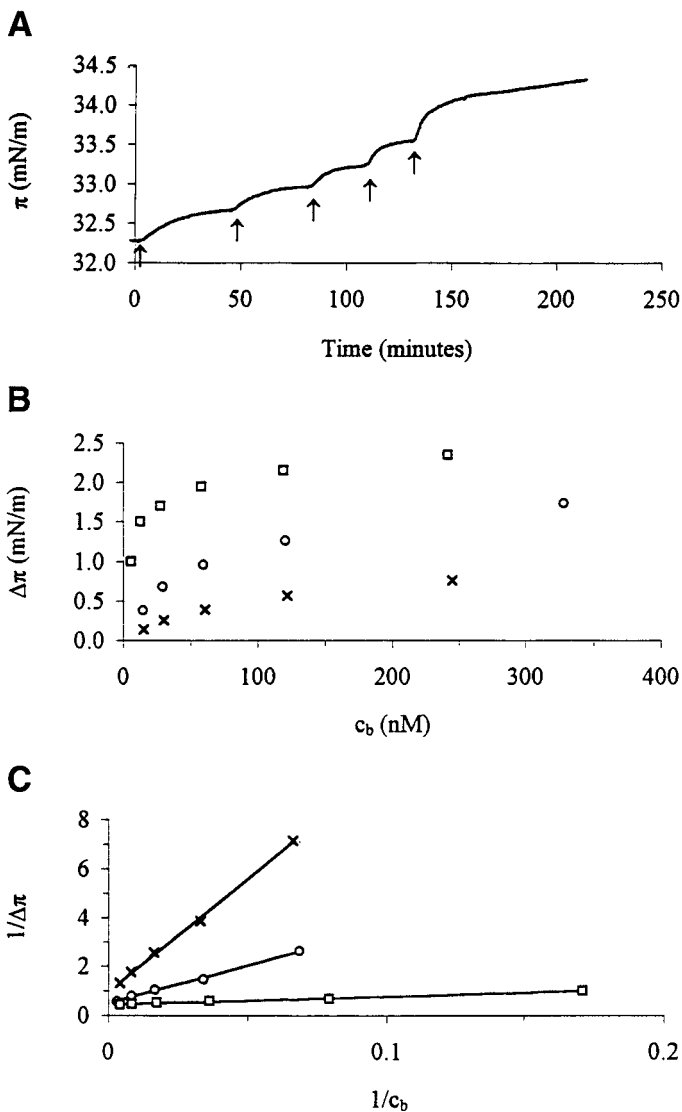 A
34.5
34.0
33.5
33.0
32.5
32.0
π (mN/m)
0 50 100 150 200 250
Time (minutes)
B
2.5
2.0
1.5
1.0
0.5
0.0
Δπ (mN/m)
0 100 200 300 400
c_b (nM)
C
8
6
4
2
0
1/Δπ
0 0.1 0.2
1/c_b